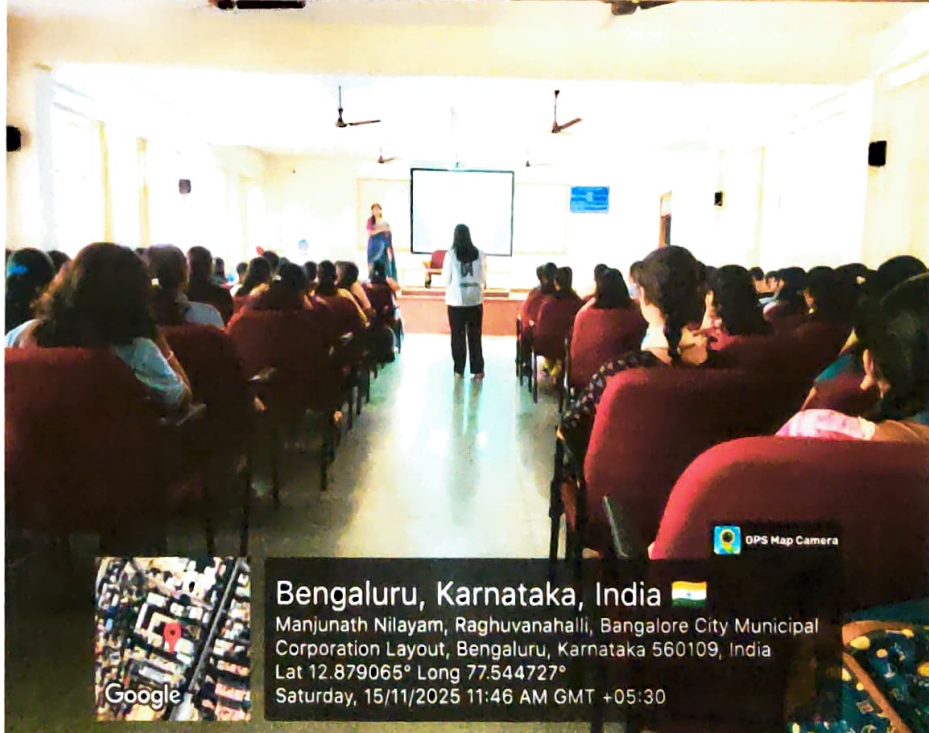 GPS Map Camera
Bengaluru, Karnataka, India
Manjunath Nilayam, Raghuvanahalli, Bangalore City Municipal
Corporation Layout, Bengaluru, Karnataka 560109, India
Lat 12.879065° Long 77.544727°
Saturday, 15/11/2025 11:46 AM GMT +05:30
Google